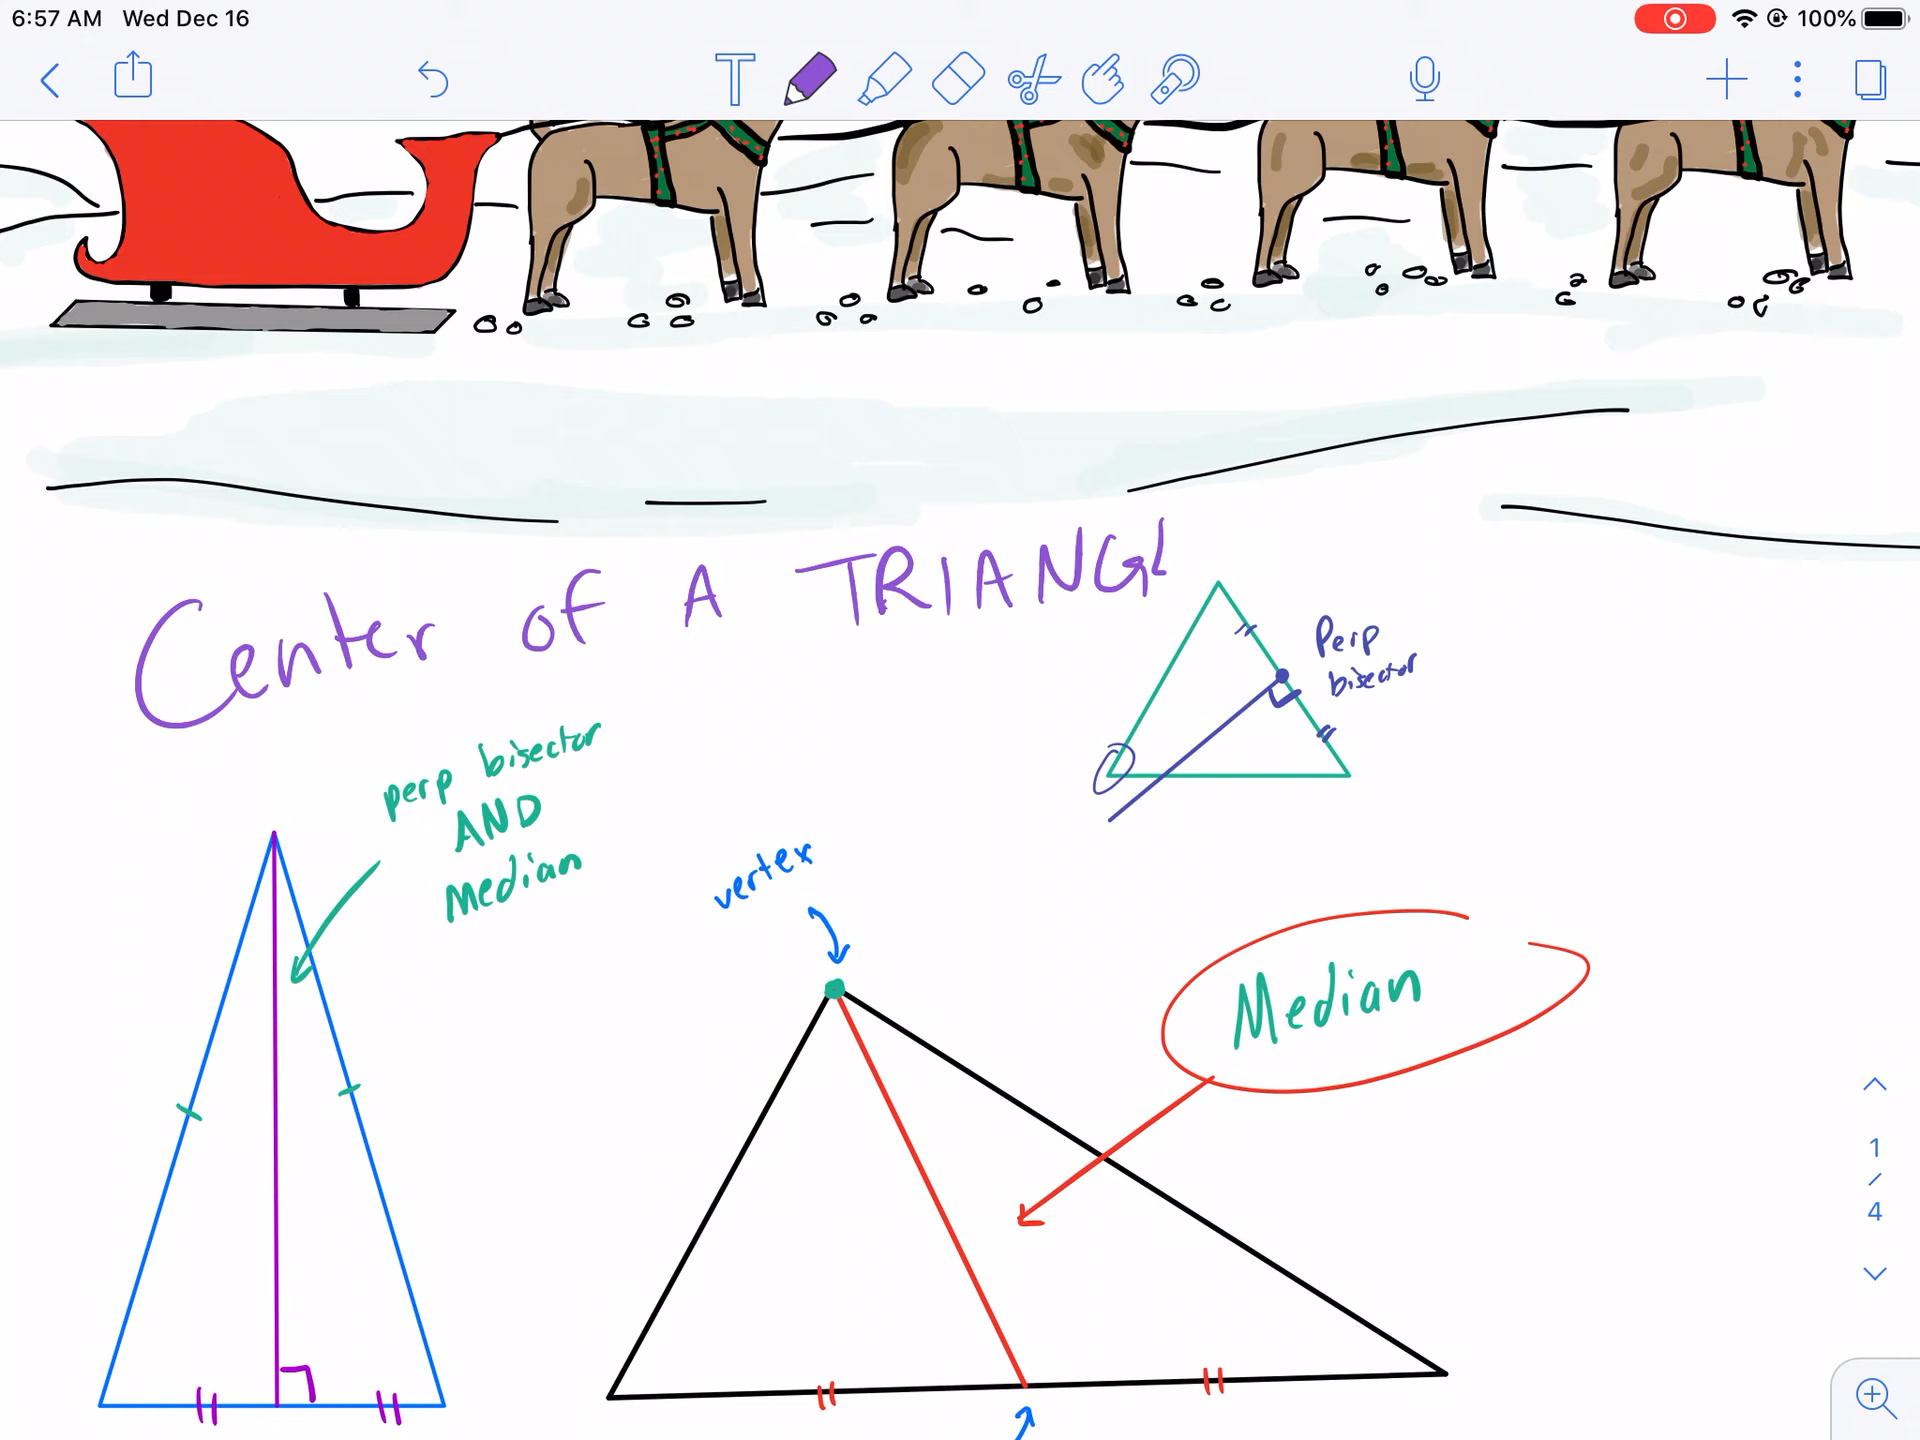 6:57 AM Wed Dec 16
100%
T
Center of A TRIANGL
Perp
bisector
perp bisector
AND
Median
vertex
Median
1
/
4